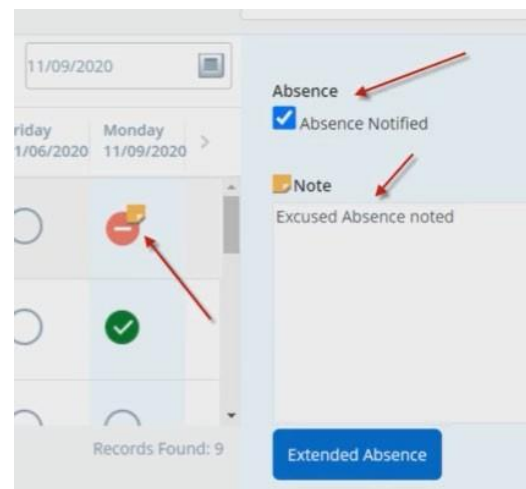 11/09/2020
Absence
Absence Notified
riday Monday
1/06/2020 11/09/2020
Note
Excused Absence noted
Records Found: 9
Extended Absence